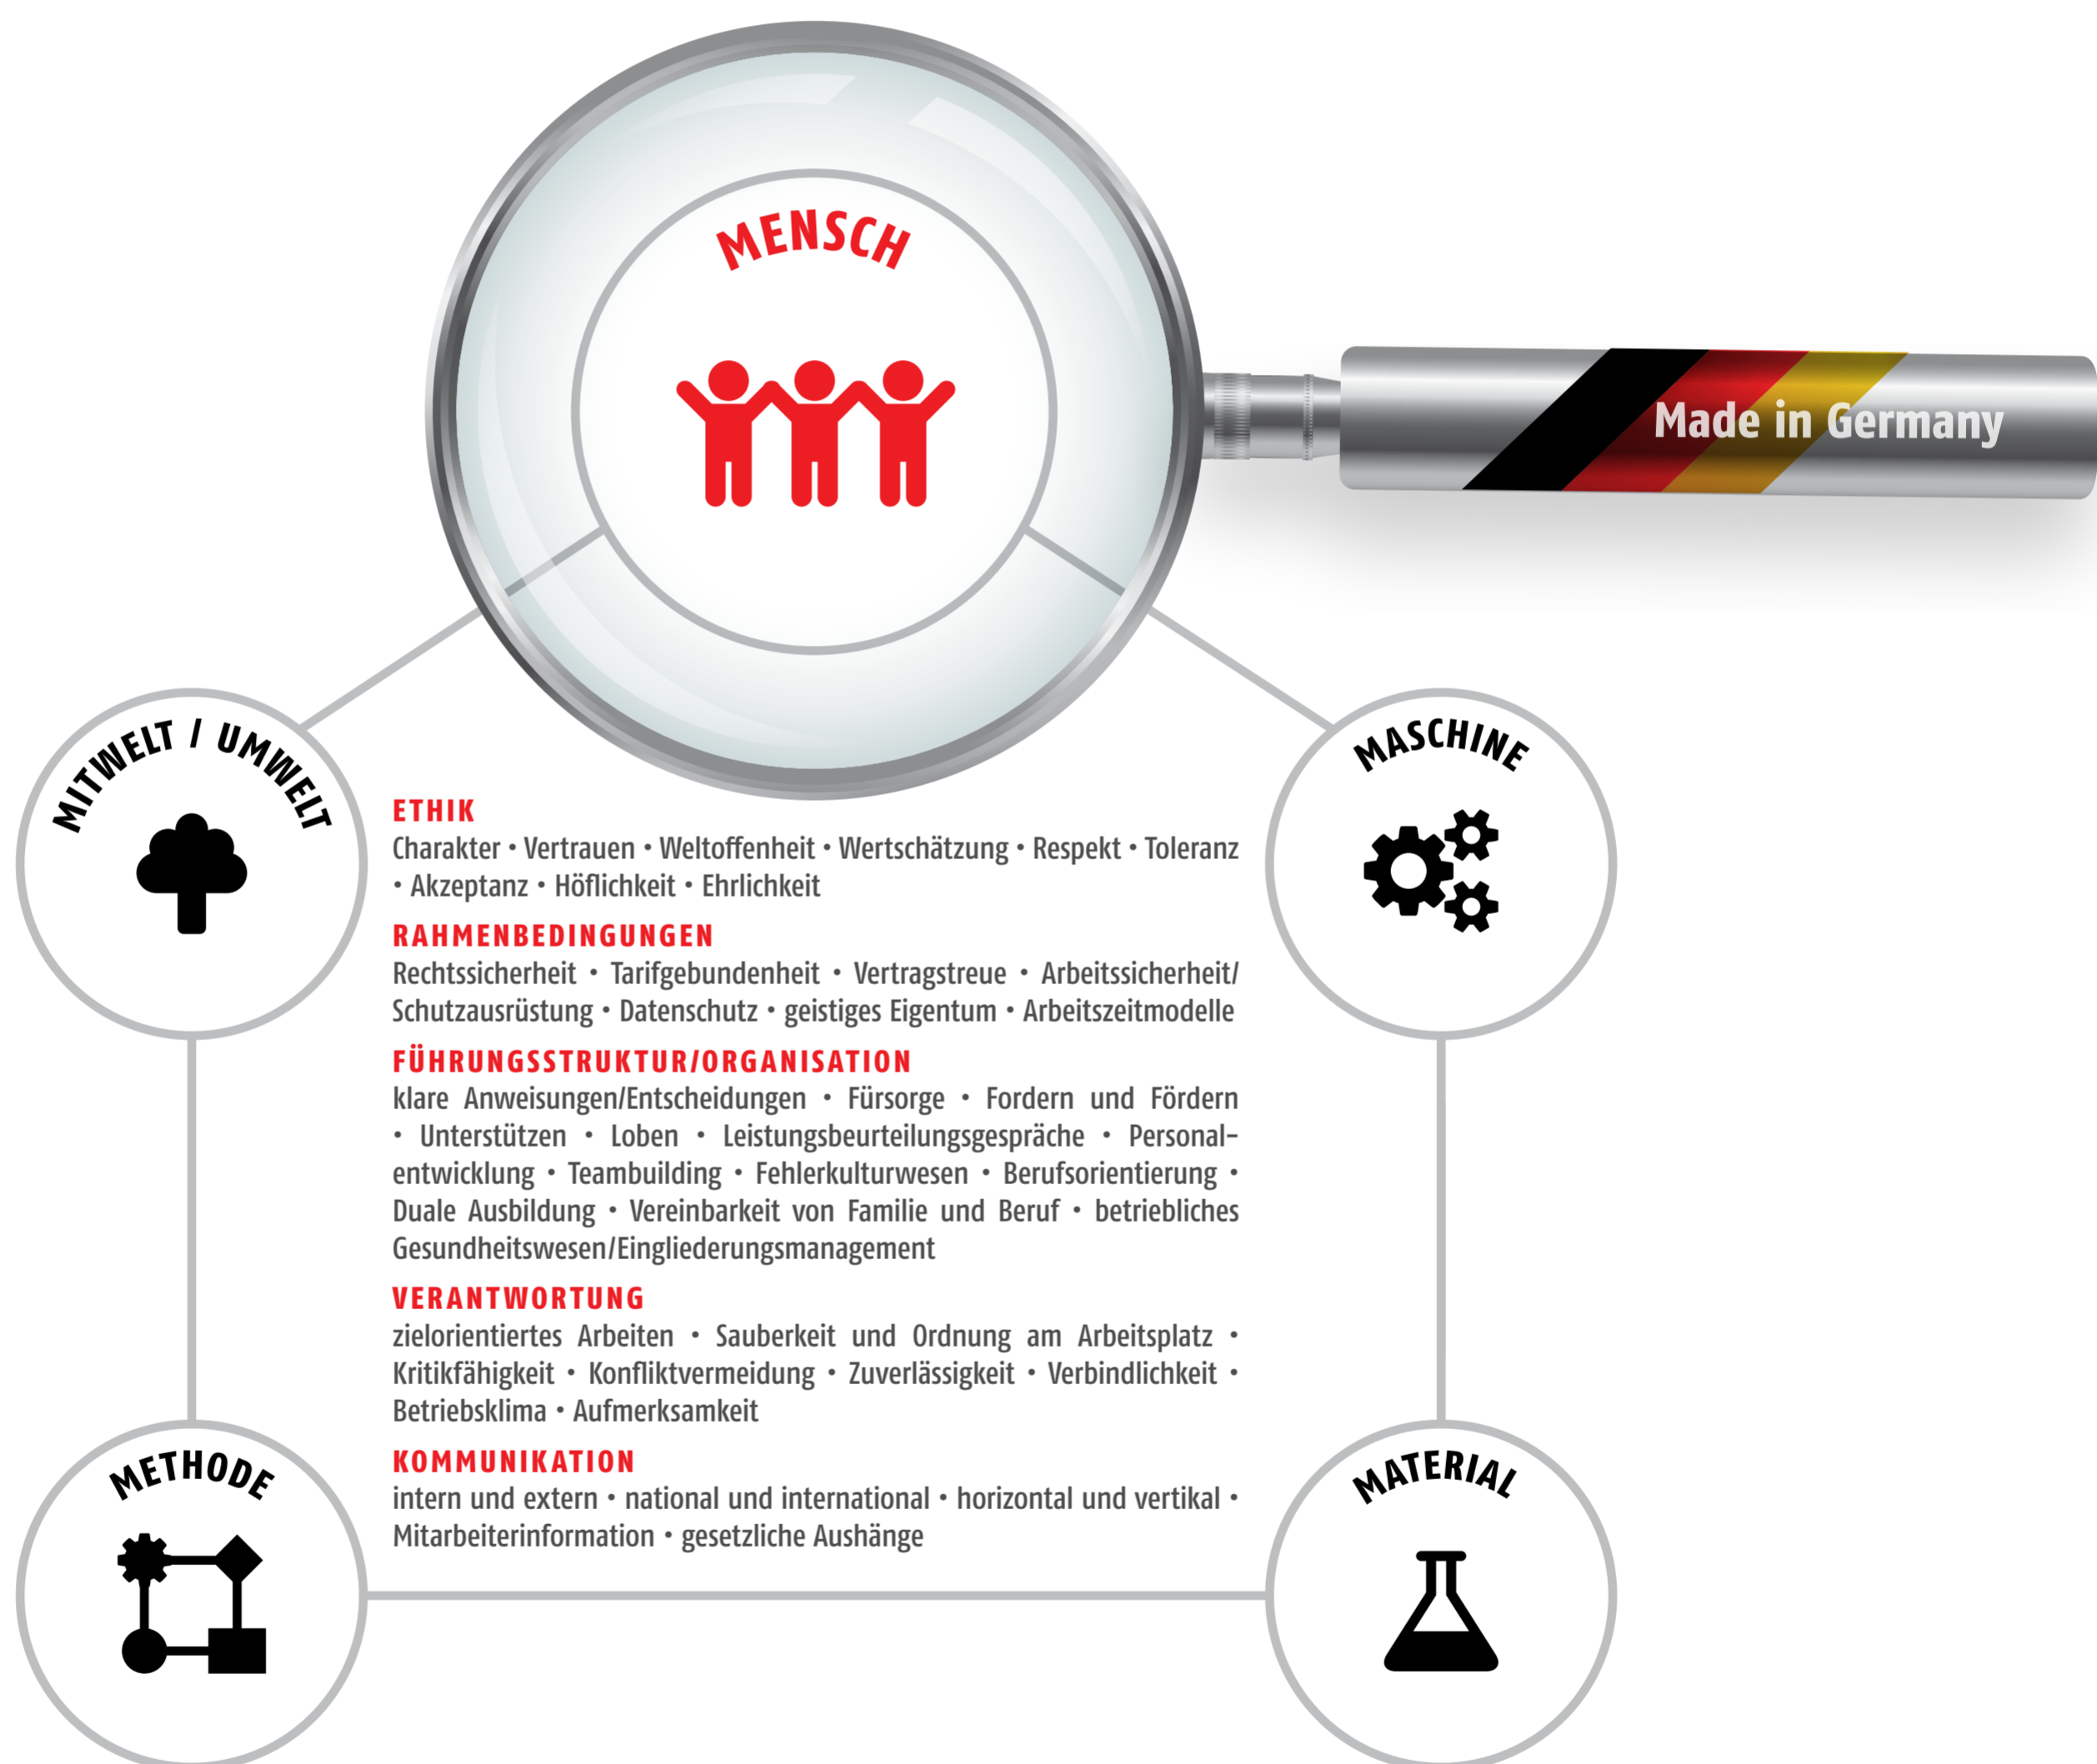 MENSCH
Made in Germany
MITWELT / UMWELT
MASCHINE
ETHIK
Charakter • Vertrauen • Weltoffenheit • Wertschätzung • Respekt • Toleranz
• Akzeptanz • Höflichkeit • Ehrlichkeit
RAHMENBEDINGUNGEN
Rechtssicherheit • Tarifgebundenheit • Vertragstreue • Arbeitssicherheit/
Schutzausrüstung • Datenschutz • geistiges Eigentum • Arbeitszeitmodelle
FÜHRUNGSSTRUKTUR/ORGANISATION
klare Anweisungen/Entscheidungen • Fürsorge • Fordern und Fördern
• Unterstützen • Loben • Leistungsbeurteilungsgespräche • Personal-
entwicklung • Teambuilding • Fehlerkulturwesen • Berufsorientierung •
Duale Ausbildung • Vereinbarkeit von Familie und Beruf • betriebliches
Gesundheitswesen/Eingliederungsmanagement
VERANTWORTUNG
zielorientiertes Arbeiten • Sauberkeit und Ordnung am Arbeitsplatz •
Kritikfähigkeit • Konfliktvermeidung • Zuverlässigkeit • Verbindlichkeit •
Betriebsklima • Aufmerksamkeit
KOMMUNIKATION
intern und extern • national und international • horizontal und vertikal •
Mitarbeiterinformation • gesetzliche Aushänge
METHODE
MATERIAL